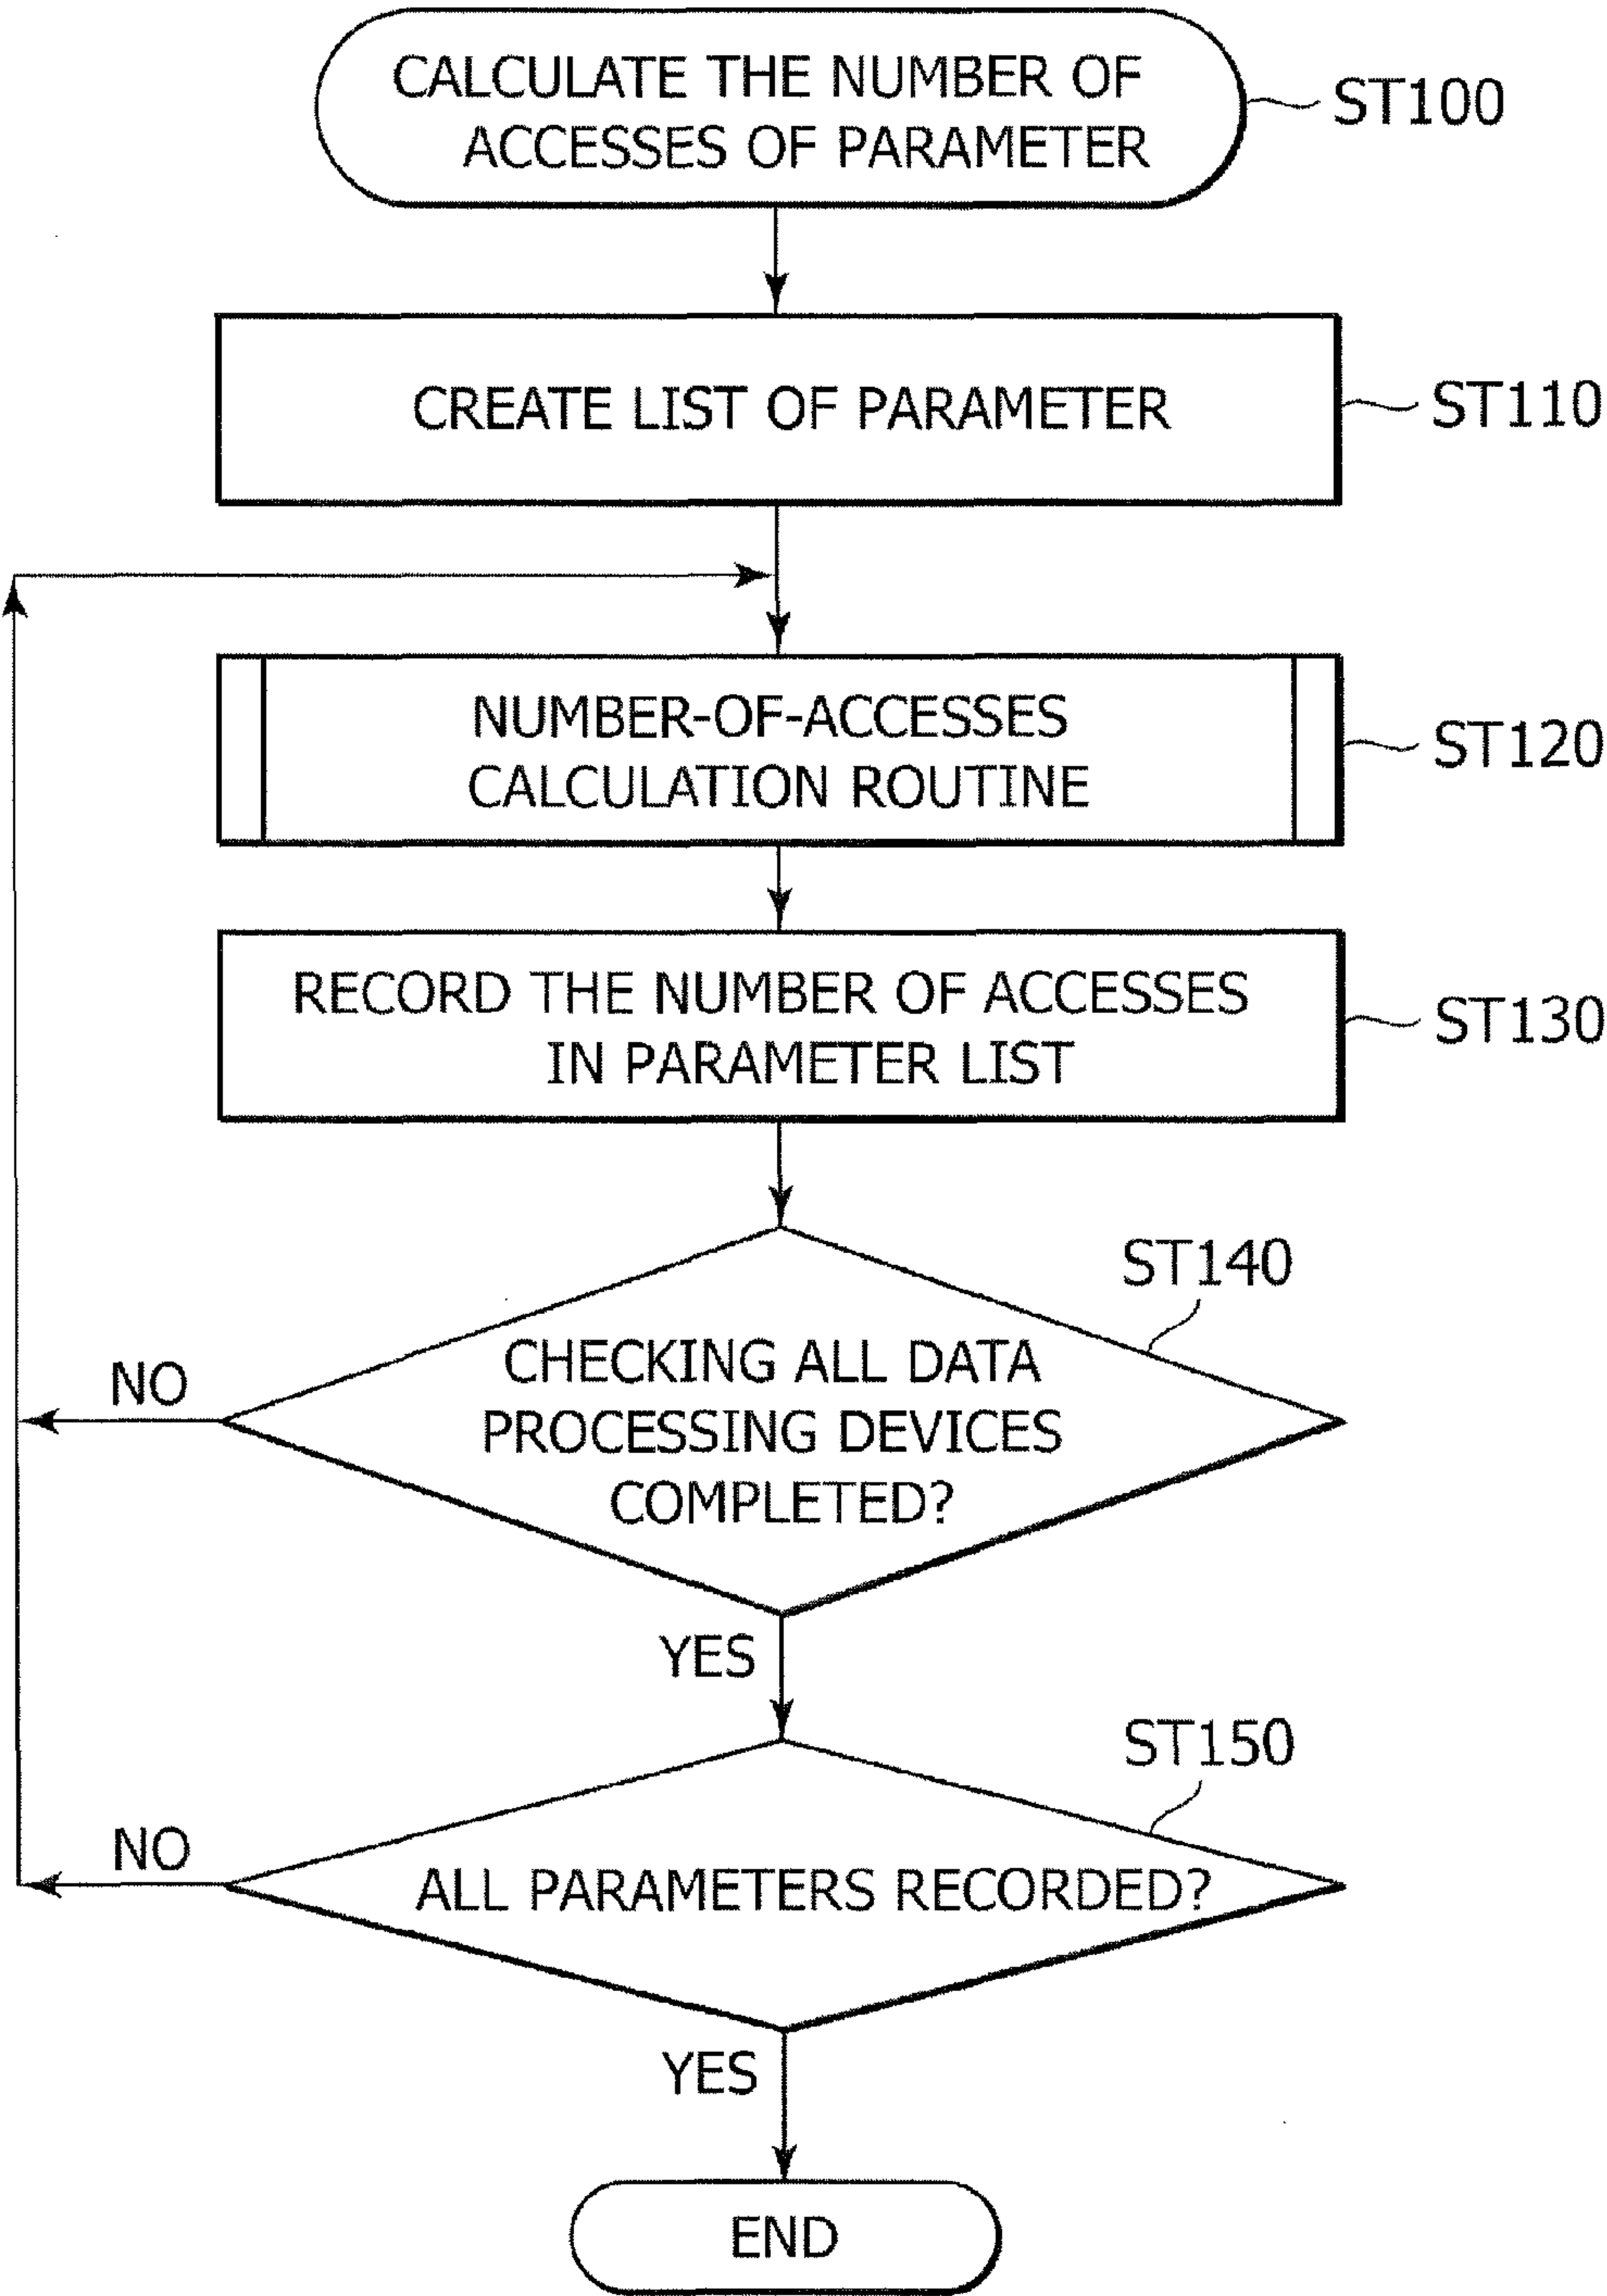 CALCULATE THE NUMBER OF
ACCESSES OF PARAMETER
ST100
CREATE LIST OF PARAMETER
ST110
NUMBER-OF-ACCESSES
CALCULATION ROUTINE
ST120
RECORD THE NUMBER OF ACCESSES
IN PARAMETER LIST
ST130
ST140
CHECKING ALL DATA
PROCESSING DEVICES
COMPLETED?
NO
YES
ST150
ALL PARAMETERS RECORDED?
NO
YES
END